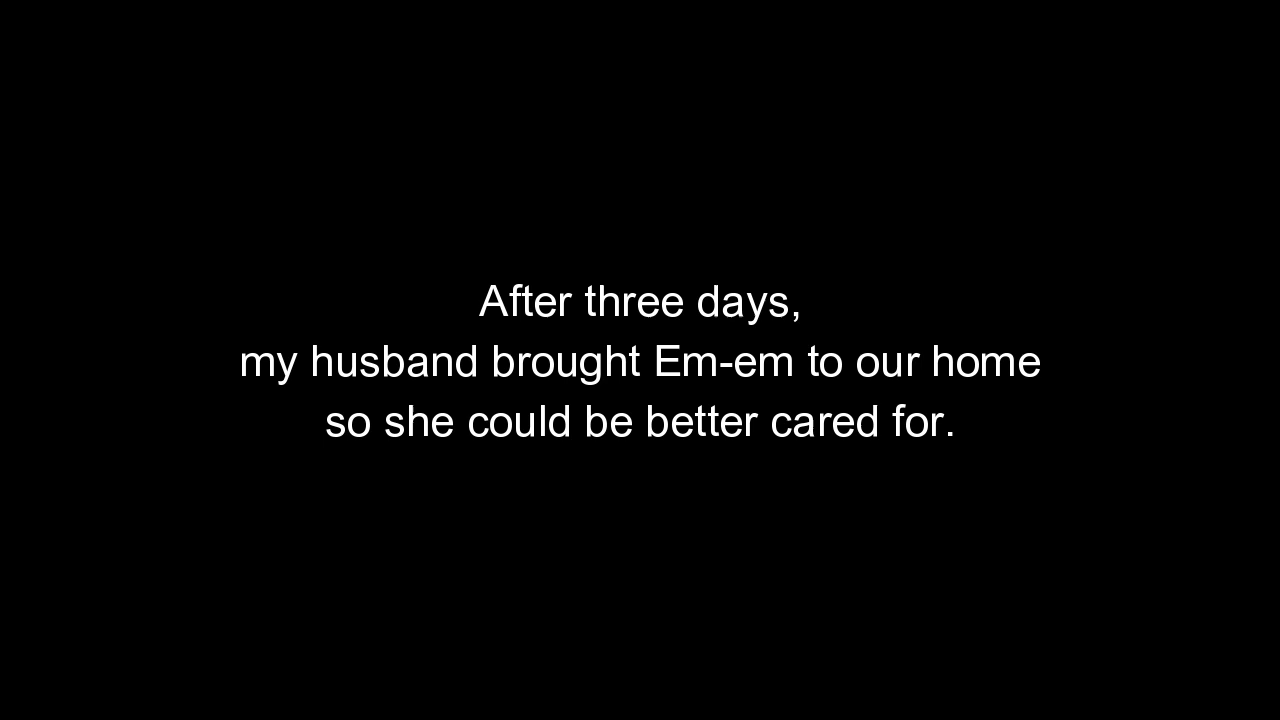 After three days,
my husband brought Em-em to our home
so she could be better cared for.